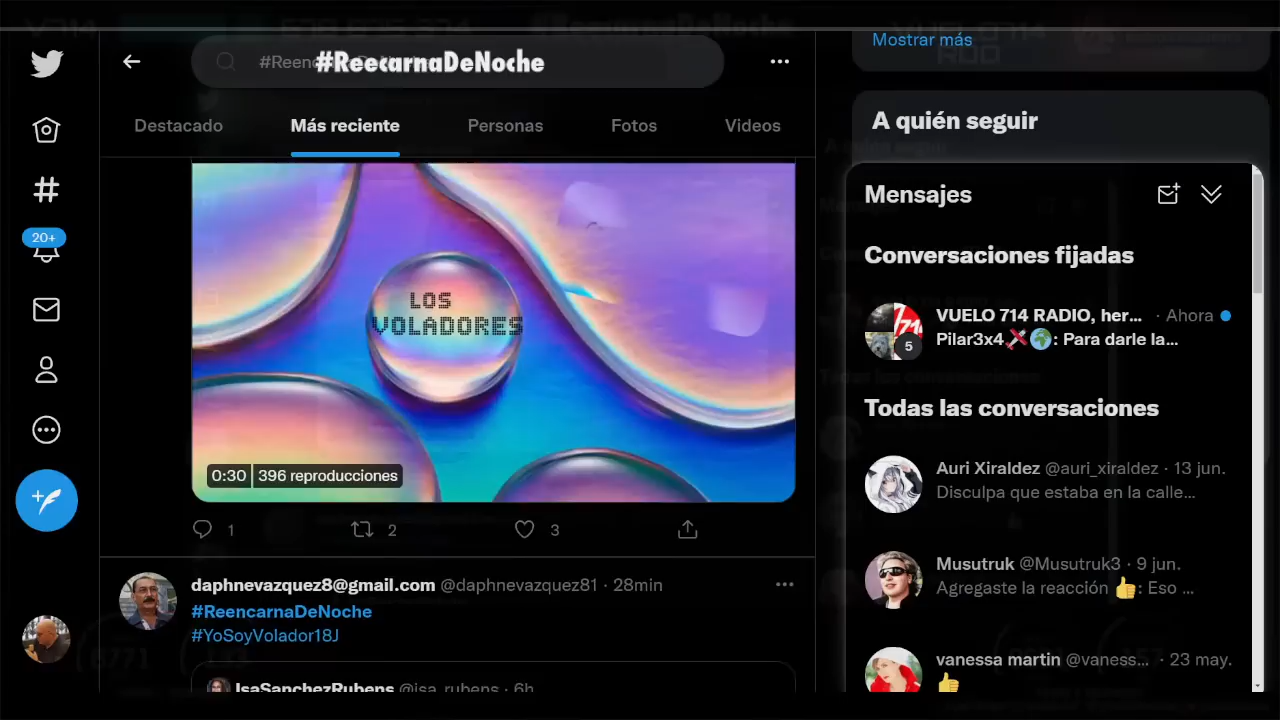 #ReecarnaDeNoche
#Reen
Mostrar más
Destacado
Más reciente
Personas
Fotos
Videos
A quién seguir
LOS
VOLADORES
0:30
396 reproducciones
1
2
3
daphnevazquez8@gmail.com @daphnevazquez81 · 28min
#ReencarnaDeNoche
#YoSoyVolador18J
IsaSanchezRubens @isa_rubens · 6h
20+
Mensajes
Conversaciones fijadas
VUELO 714 RADIO, her... · Ahora
Pilar3x4: Para darle la...
5
Todas las conversaciones
Auri Xiraldez @auri_xiraldez · 13 jun.
Disculpa que estaba en la calle...
Musutruk @Musutruk3 · 9 jun.
Agregaste la reacción 👍: Eso ...
vanessa martin @vaness... · 23 may.
👍